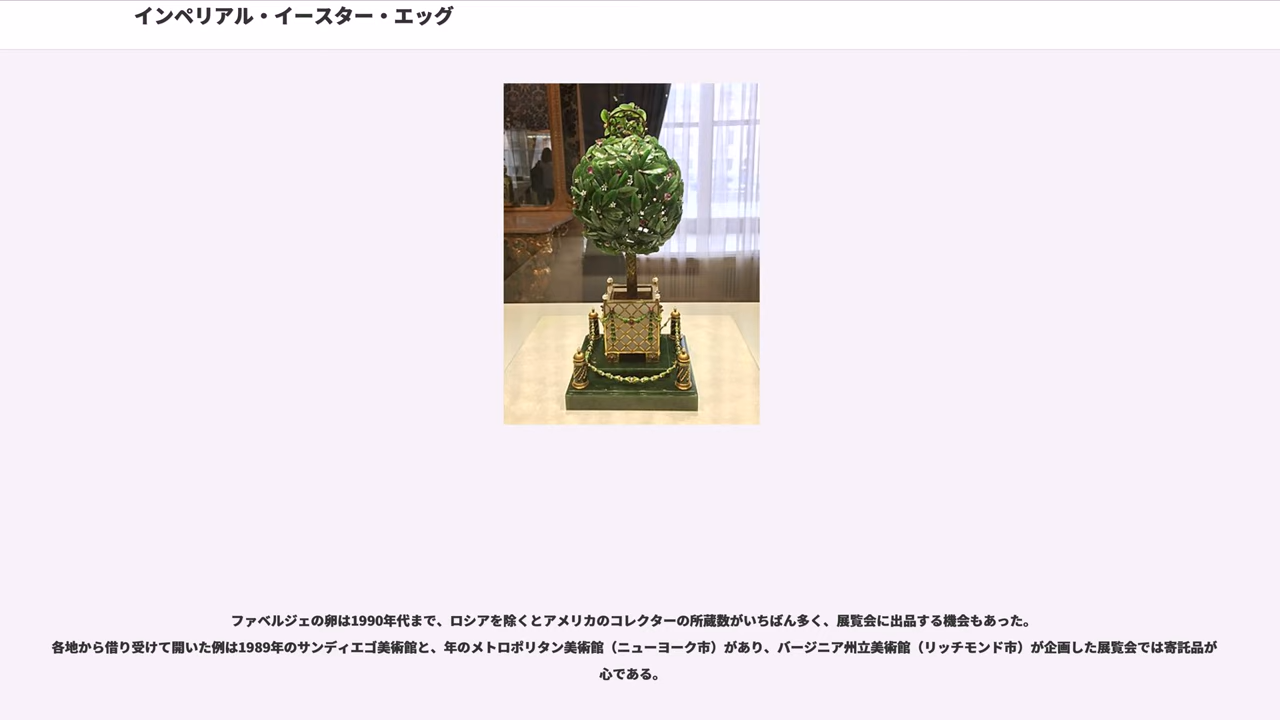 インペリアル・イースター・エッグ
ファベルジェの卵は1990年代まで、ロシアを除くとアメリカのコレクターの所蔵数がいちばん多く、展覧会に出品する機会もあった。
各地から借り受けて開いた例は1989年のサンディエゴ美術館と、年のメトロポリタン美術館（ニューヨーク市）があり、バージニア州立美術館（リッチモンド市）が企画した展覧会では寄託品が
心である。